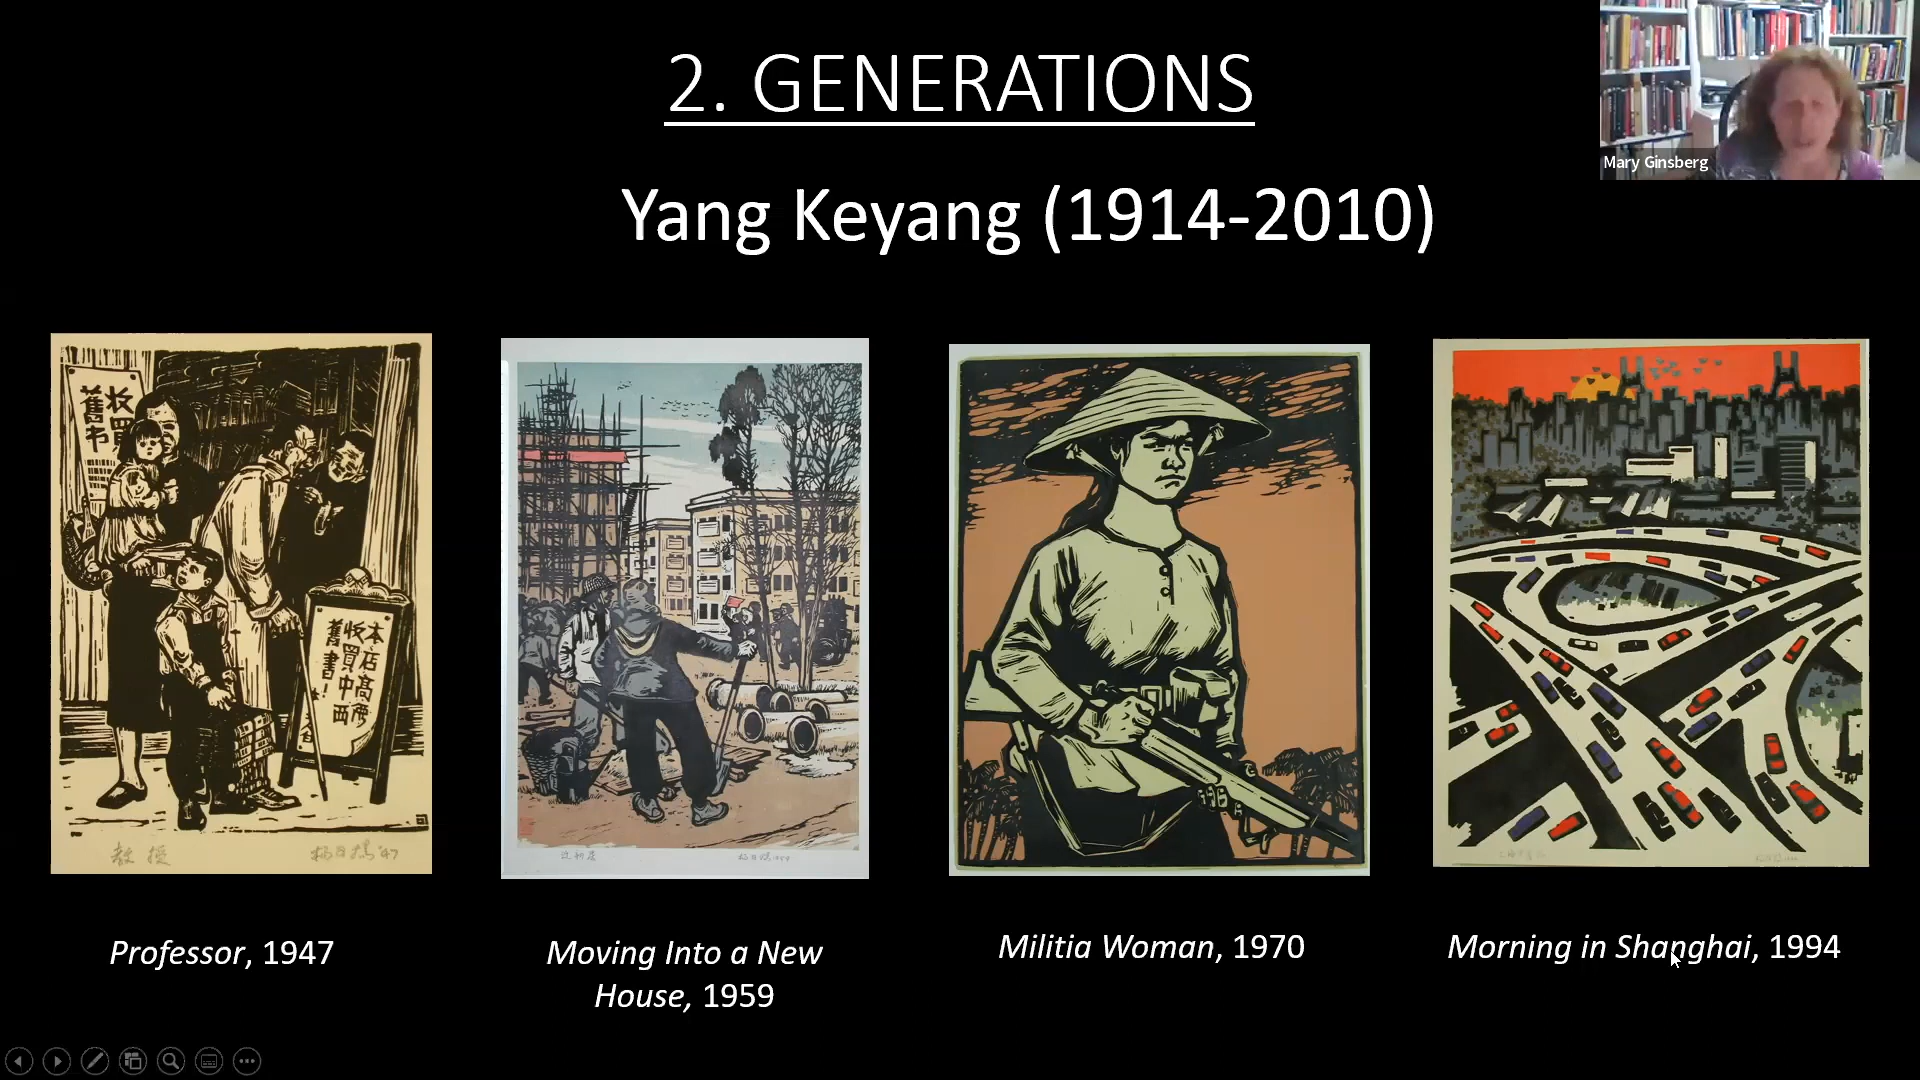 2. GENERATIONS
Mary Ginsberg
Yang Keyang (1914-2010)
收買
舊书
本店高價
收買中西
舊書！
教授
Professor, 1947
Moving Into a New
House, 1959
Militia Woman, 1970
Morning in Shanghai, 1994